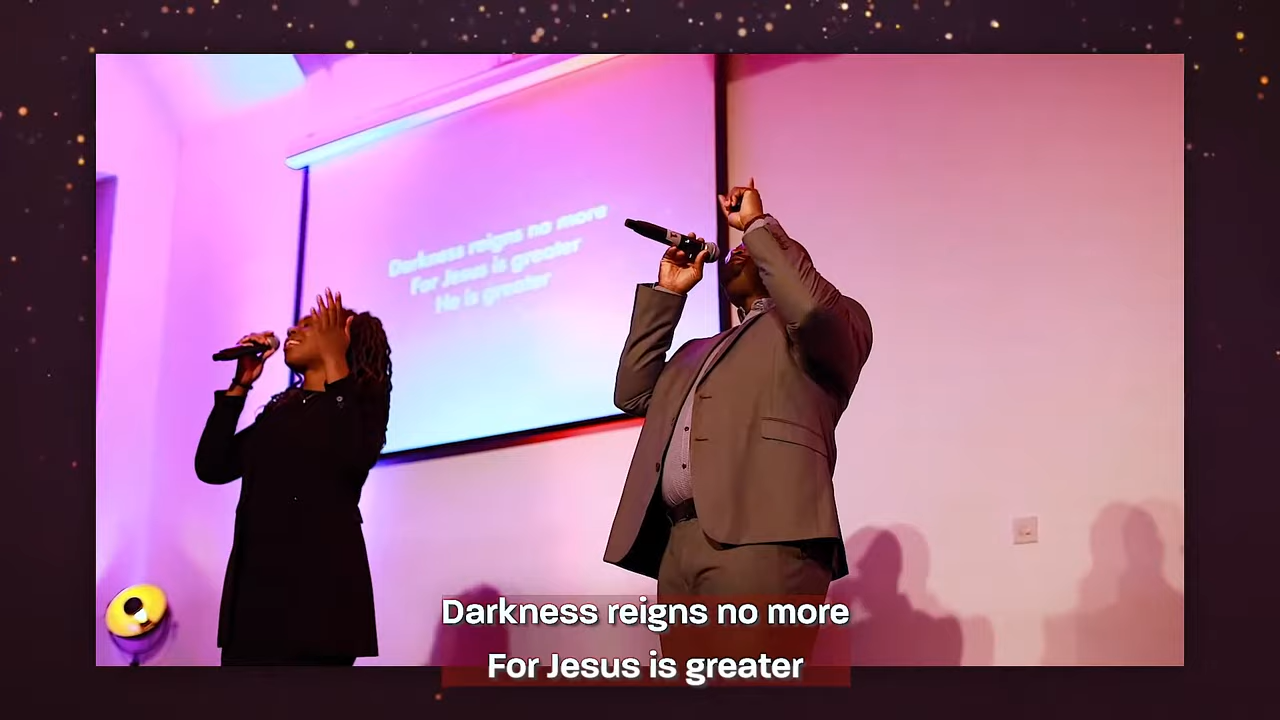 Darkness reigns no more
For Jesus is greater
He is greater
Darkness reigns no more
For Jesus is greater